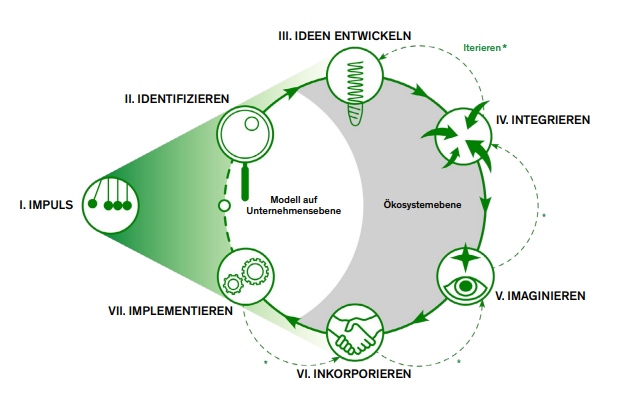 III. IDEEN ENTWICKELN
Iterieren*
II. IDENTIFIZIEREN
IV. INTEGRIEREN
I. IMPULS
Modell auf
Unternehmensebene
Ökosystemebene
*
V. IMAGINIEREN
VII. IMPLEMENTIEREN
*
*
VI. INKORPORIEREN